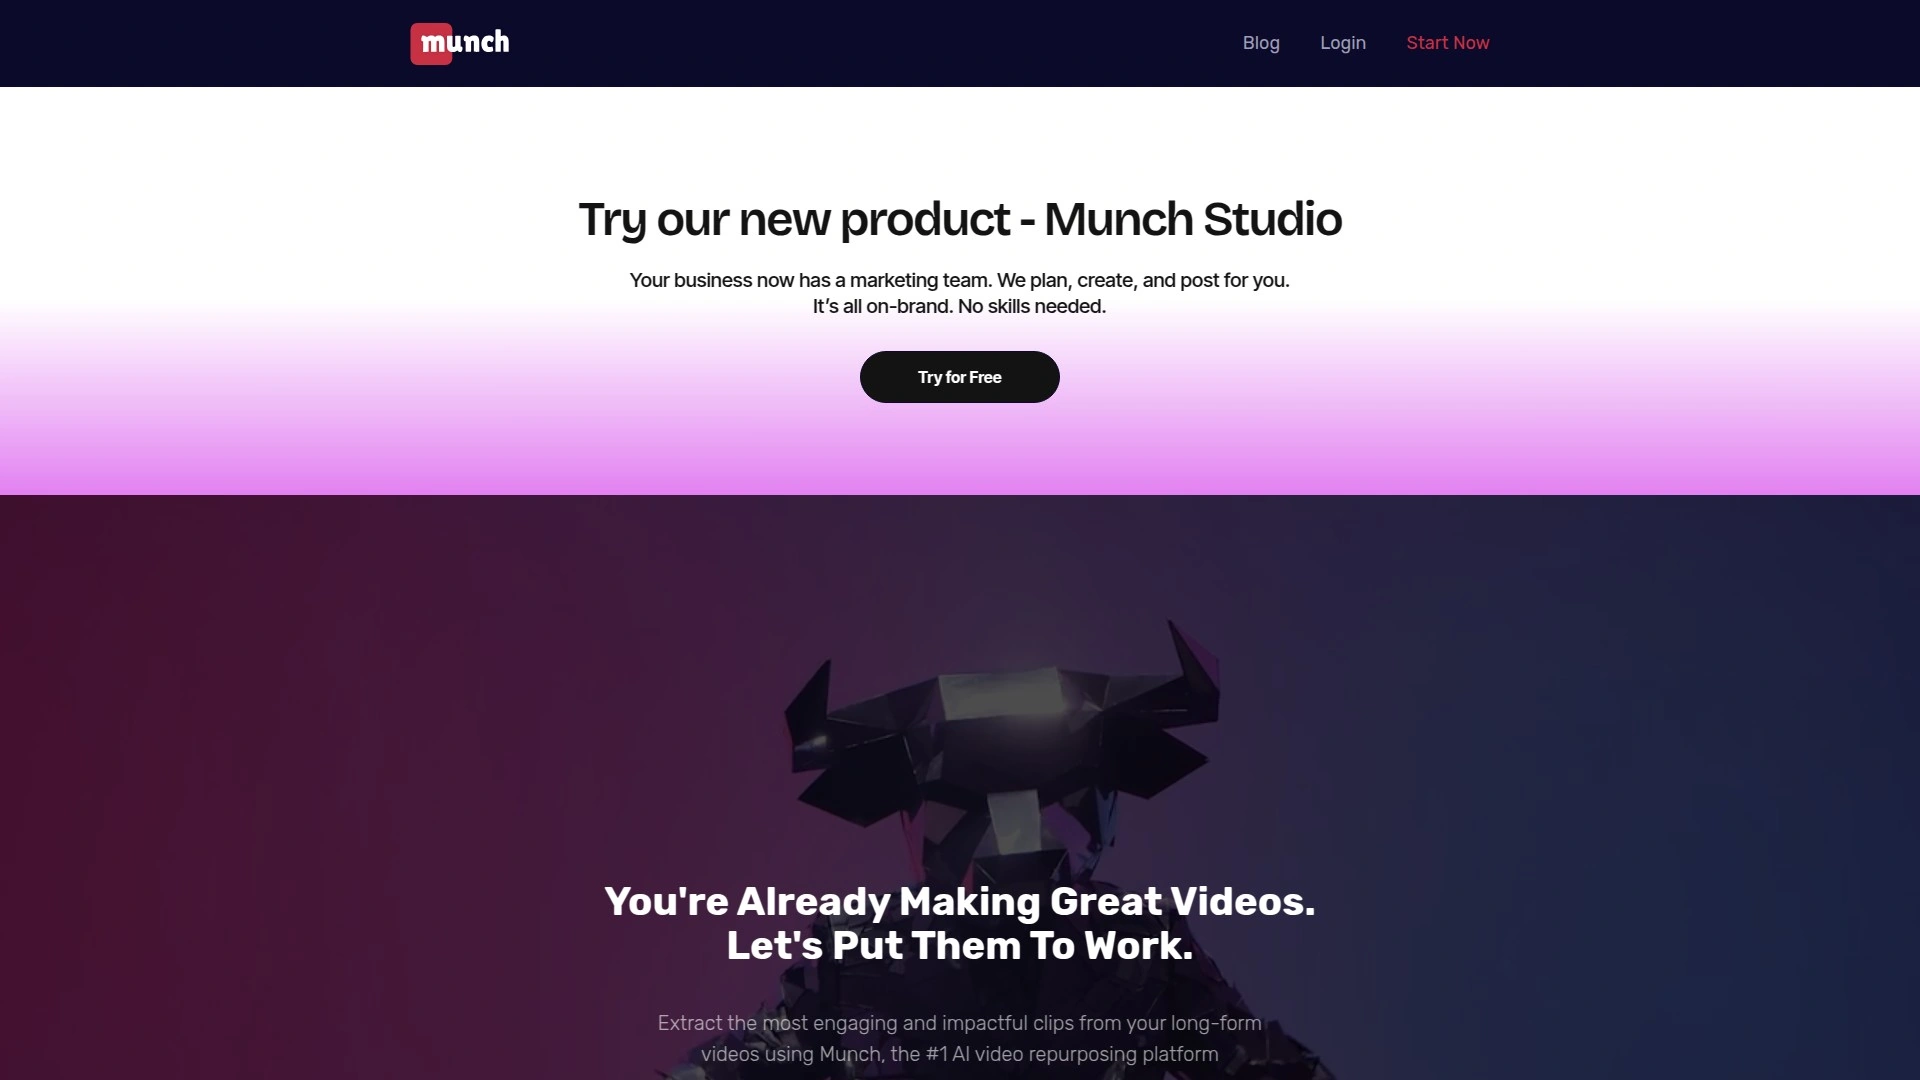 munch
Blog
Login
Start Now
Try our new product - Munch Studio
Your business now has a marketing team. We plan, create, and post for you.
It’s all on-brand. No skills needed.
Try for Free
You're Already Making Great Videos.
Let's Put Them To Work.
Extract the most engaging and impactful clips from your long-form
videos using Munch, the #1 AI video repurposing platform